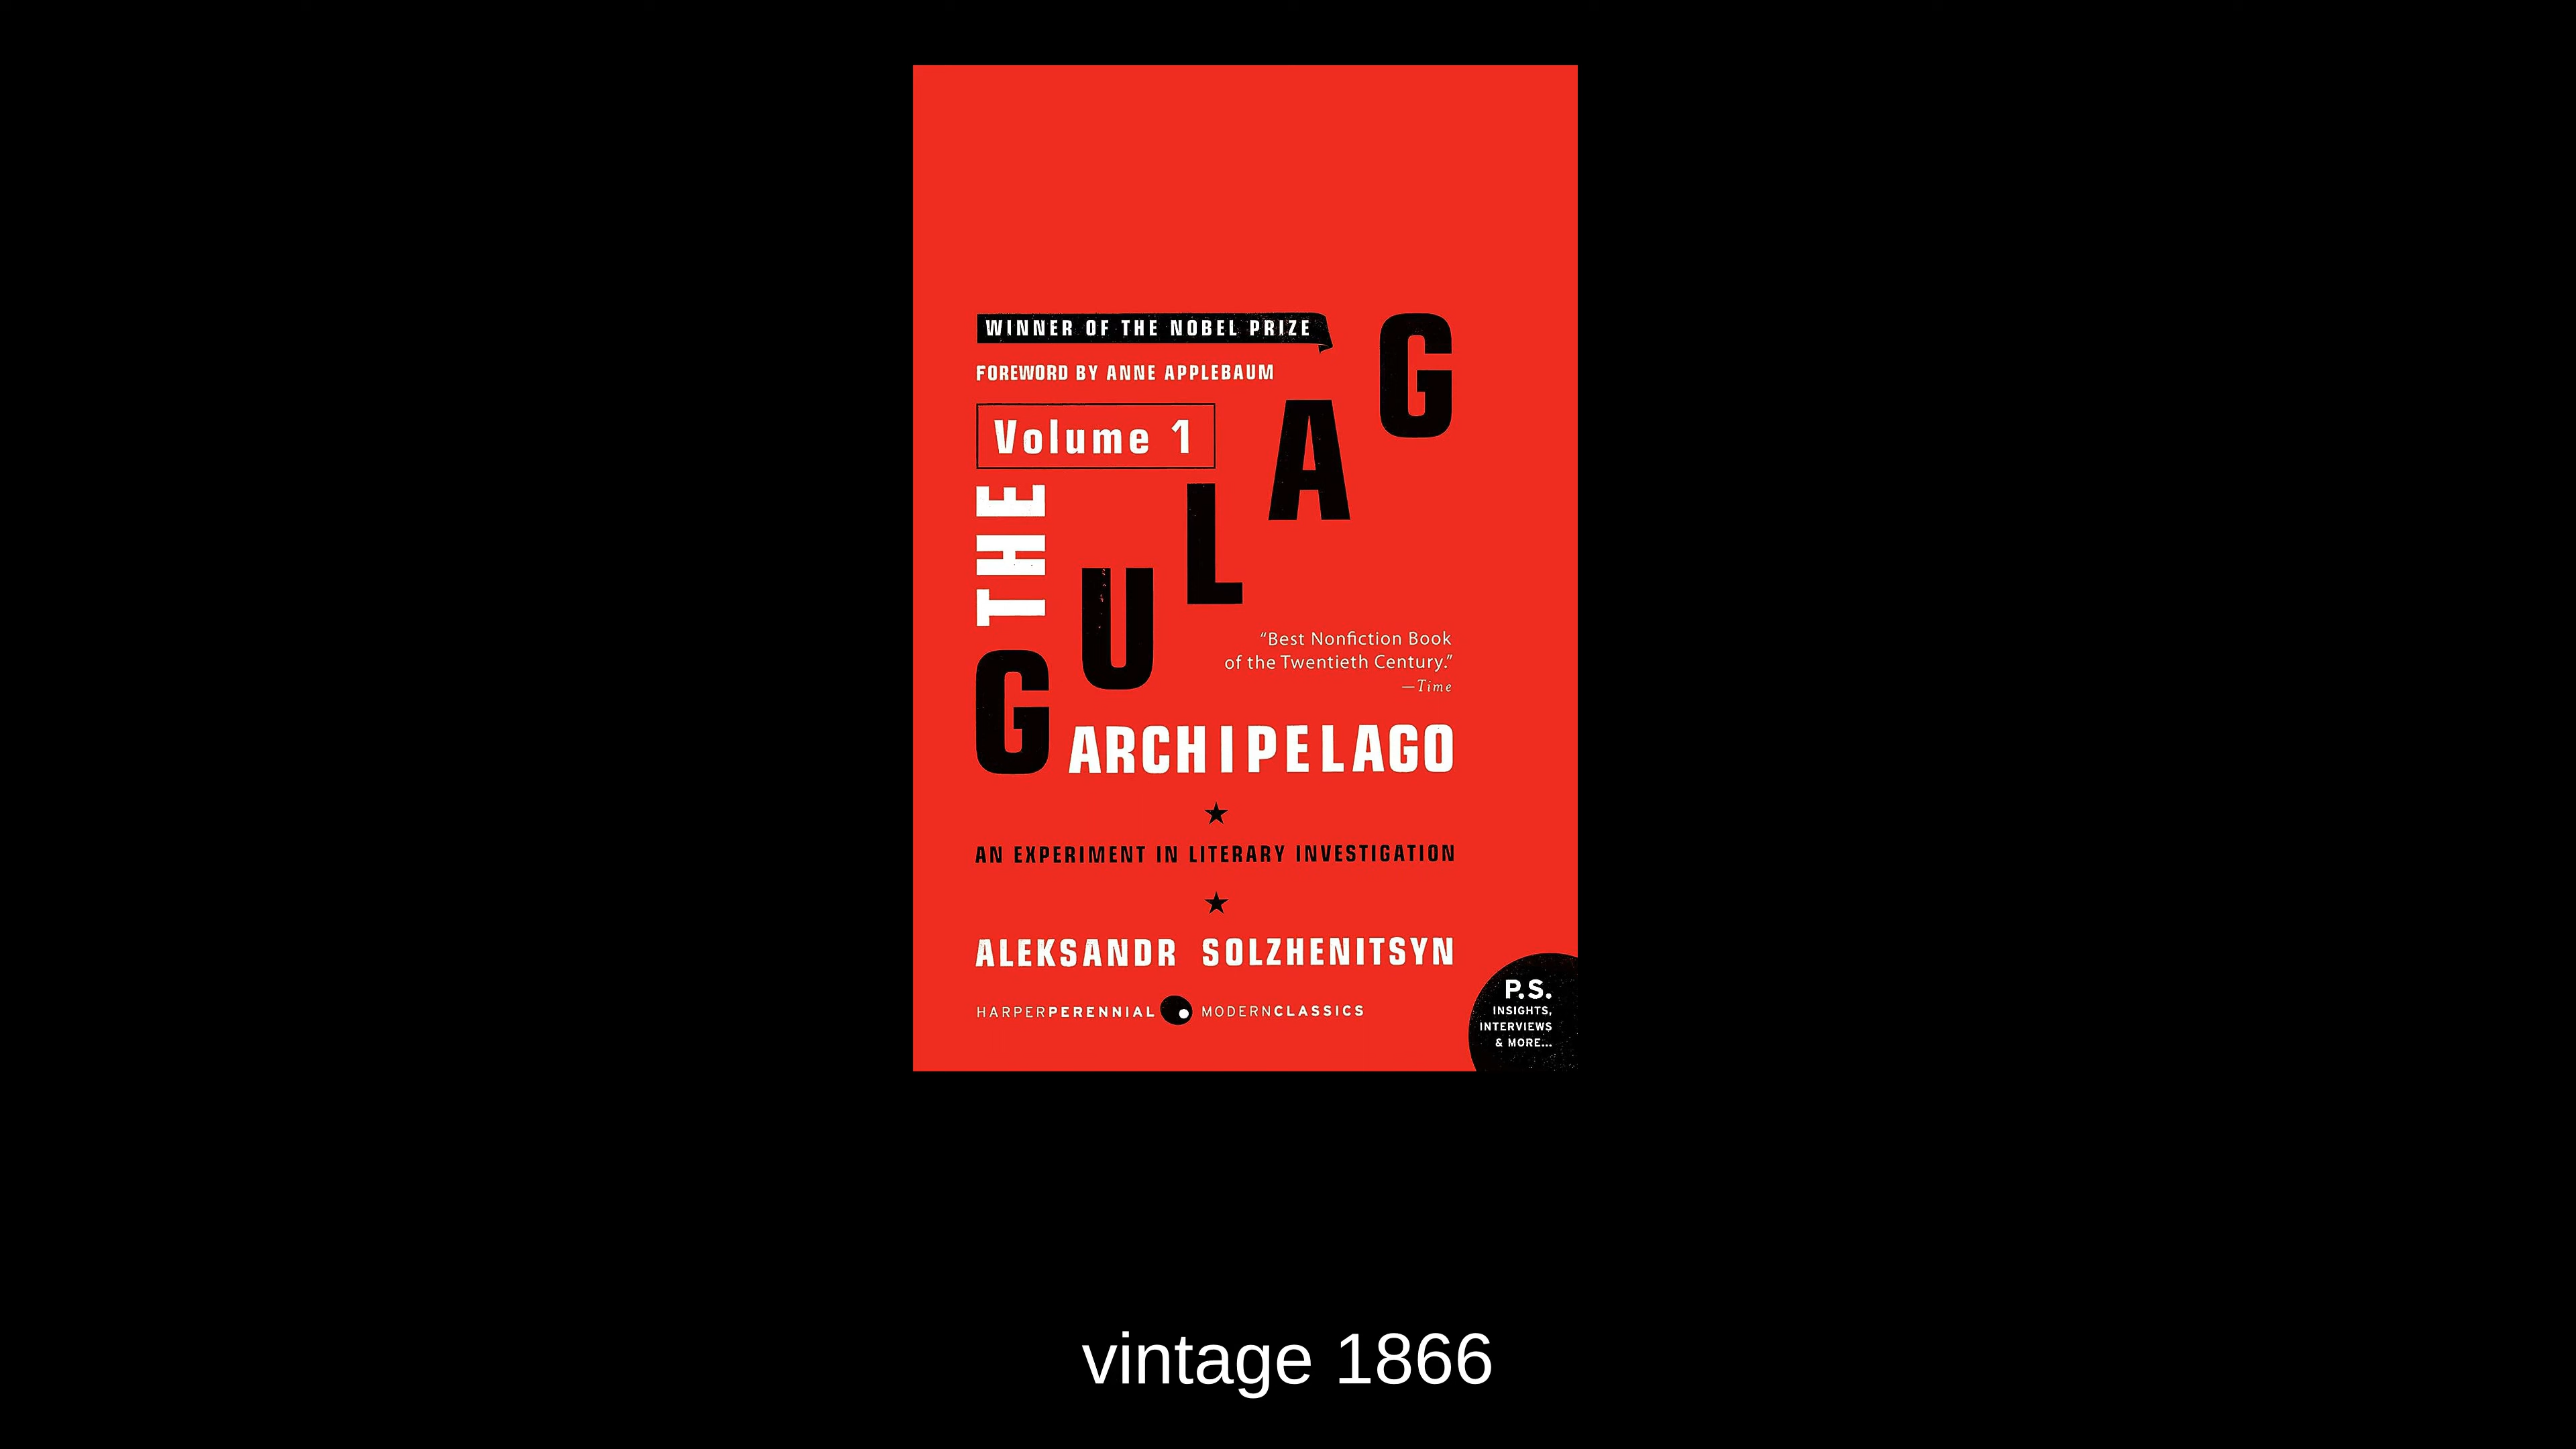 WINNER OF THE NOBEL PRIZE
FOREWORD BY ANNE APPLEBAUM
Volume 1
THE
GULAG
"Best Nonfiction Book
of the Twentieth Century."
—Time
ARCHIPELAGO
AN EXPERIMENT IN LITERARY INVESTIGATION
ALEKSANDR SOLZHENITSYN
HARPERPERENNIAL MODERNCLASSICS
P.S.
INSIGHTS,
INTERVIEWS
& MORE...
vintage 1866